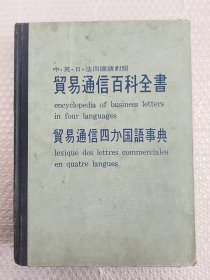 中・英・日・法四國語對照
貿易通信百科全書
encyclopedia of business letters
in four languages
貿易通信四カ国語事典
lexique des lettres commerciales
en quatre langues